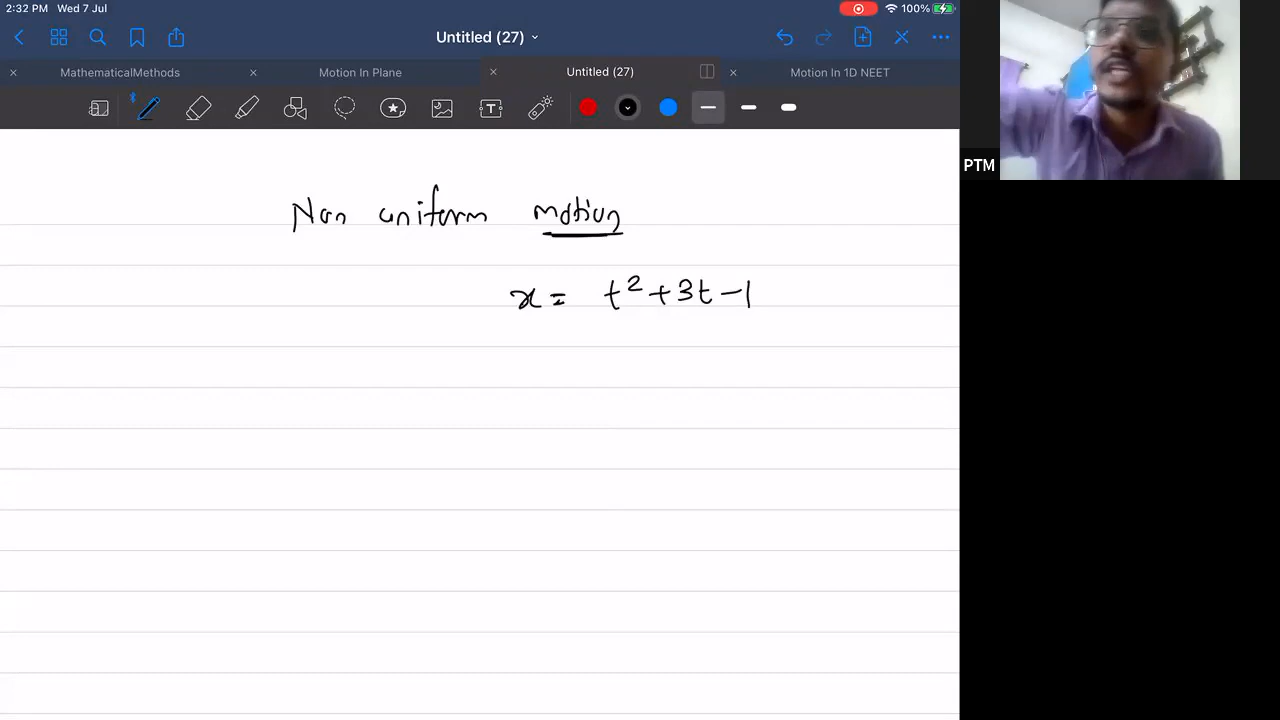 2:32 PM Wed 7 Jul
100%
Untitled (27)
MathematicalMethods
Motion In Plane
Untitled (27)
Motion In 1D NEET
T
PTM
Non uniform motion
x = t²+3t-1